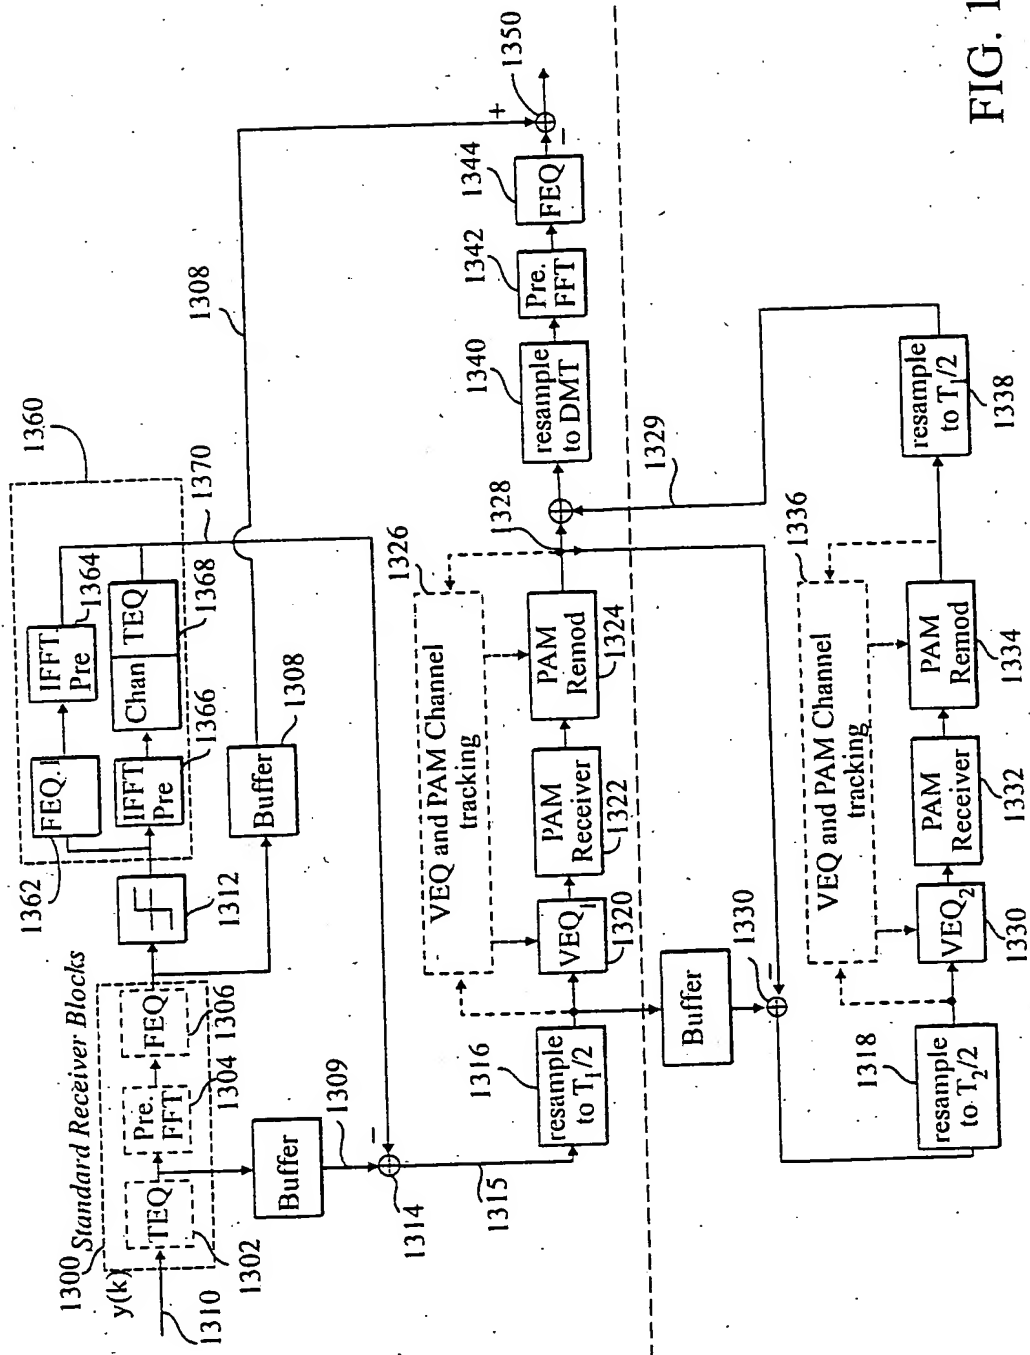 1300
Standard Receiver Blocks
y(k)
1310
TEQ
1302
Pre.
FFT
1304
FEQ
1306
1312
1362
FEQ.1
IFFT.
Pre
1364
IFFT
Pre
1366
Chan
TEQ
1368
1360
1370
Buffer
1308
1308
Buffer
1309
−
1314
1315
resample
to T1/2
1316
VEQ1
1320
PAM
Receiver
1322
PAM
Remod
1324
VEQ and PAM Channel
tracking
1326
1328
1329
resample
to DMT
1340
Pre.
FFT
1342
FEQ
1344
+
−
1350
Buffer
−
1330
resample
to T2/2
1318
VEQ2
1330
PAM
Receiver
1332
PAM
Remod
1334
VEQ and PAM Channel
tracking
1336
resample
to T1/2
1338
FIG. 1